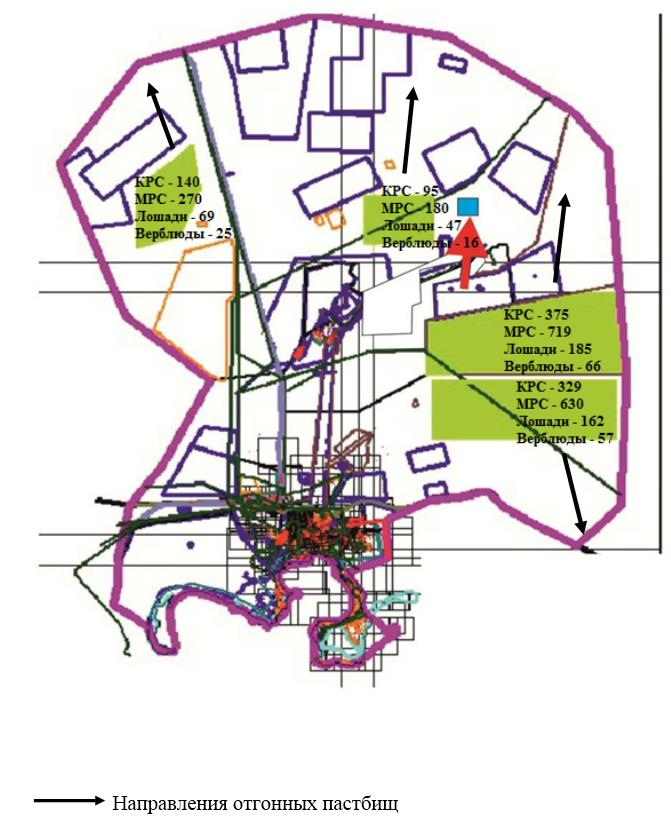 КРС - 140
МРС - 270
Лошади - 69
Верблюды - 25
КРС - 95
МРС - 180
Лошади - 47
Верблюды - 16
КРС - 375
МРС - 719
Лошади - 185
Верблюды - 66
КРС - 329
МРС - 630
Лошади - 162
Верблюды - 57
Направления отгонных пастбищ